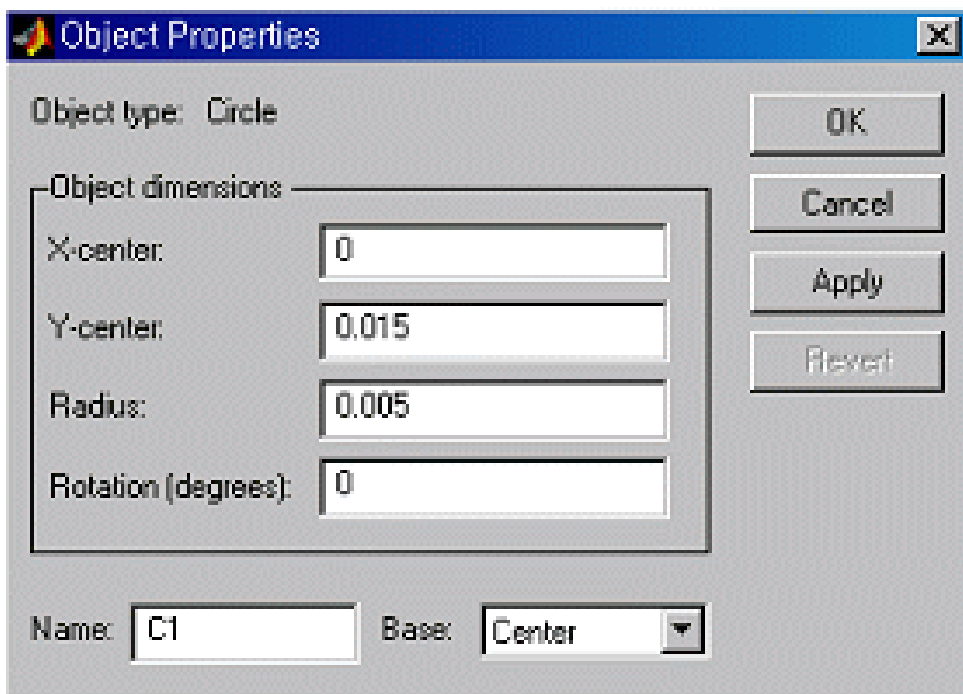 Object Properties
Object type: Circle
OK
Object dimensions
Cancel
X-center: 0
Apply
Y-center: 0.015
Revert
Radius: 0.005
Rotation (degrees): 0
Name: C1 Base: Center